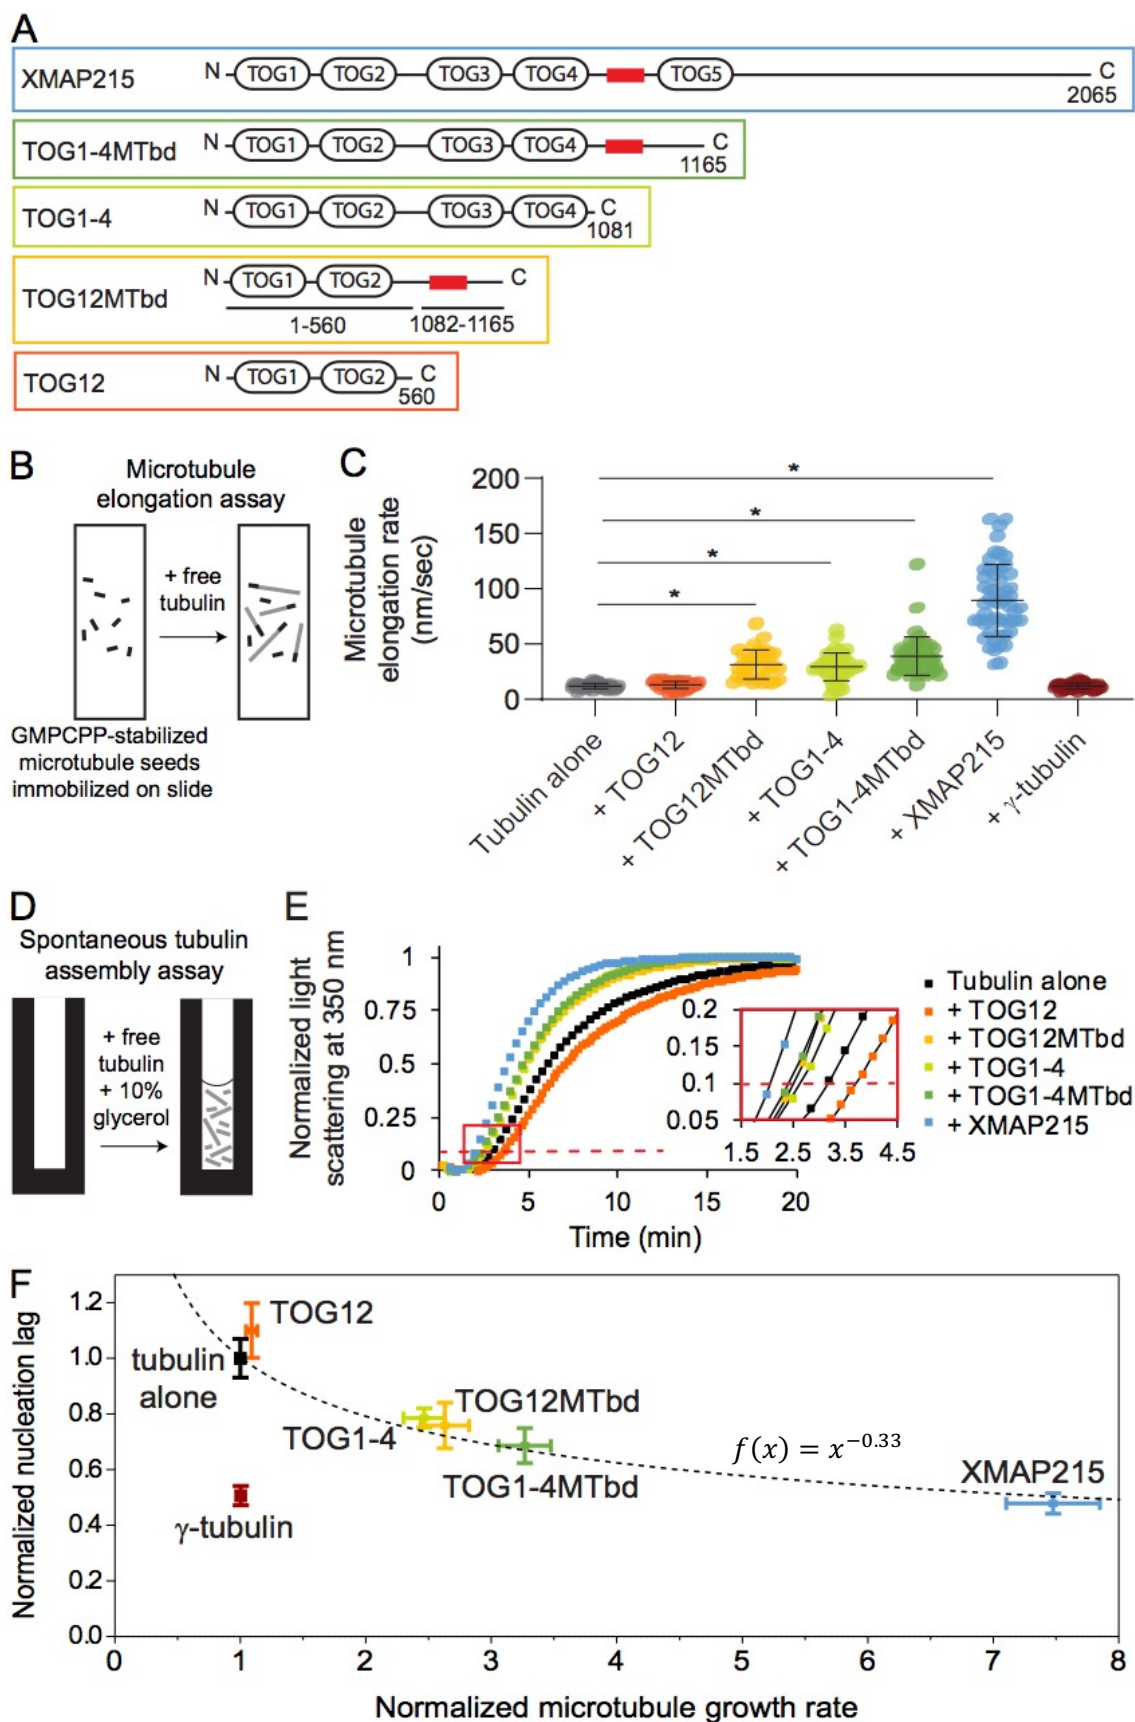 A
XMAP215
N
TOG1
TOG2
TOG3
TOG4
TOG5
C
2065
TOG1-4MTbd
N
TOG1
TOG2
TOG3
TOG4
C
1165
TOG1-4
N
TOG1
TOG2
TOG3
TOG4
C
1081
TOG12MTbd
N
TOG1
TOG2
C
1-560
1082-1165
TOG12
N
TOG1
TOG2
C
560
B
Microtubule
elongation assay
+ free
tubulin
GMPCPP-stabilized
microtubule seeds
immobilized on slide
C
Microtubule
elongation rate
(nm/sec)
200
150
100
50
0
*
*
*
*
Tubulin alone
+ TOG12
+ TOG12MTbd
+ TOG1-4
+ TOG1-4MTbd
+ XMAP215
+ γ-tubulin
D
Spontaneous tubulin
assembly assay
+ free
tubulin
+ 10%
glycerol
E
Normalized light
scattering at 350 nm
1
0.75
0.5
0.25
0
0 5 10 15 20
Time (min)
0.2
0.15
0.1
0.05
1.5 2.5 3.5 4.5
Tubulin alone
+ TOG12
+ TOG12MTbd
+ TOG1-4
+ TOG1-4MTbd
+ XMAP215
F
Normalized nucleation lag
1.2
1.0
0.8
0.6
0.4
0.2
0.0
TOG12
tubulin
alone
TOG12MTbd
TOG1-4
TOG1-4MTbd
f(x) = x^−0.33
XMAP215
γ-tubulin
0 1 2 3 4 5 6 7 8
Normalized microtubule growth rate